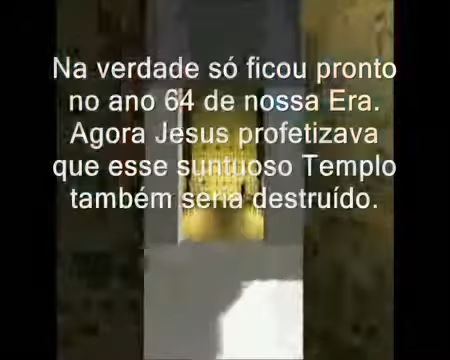 Na verdade só ficou pronto
no ano 64 de nossa Era.
Agora Jesus profetizava
que esse suntuoso Templo
também seria destruído.